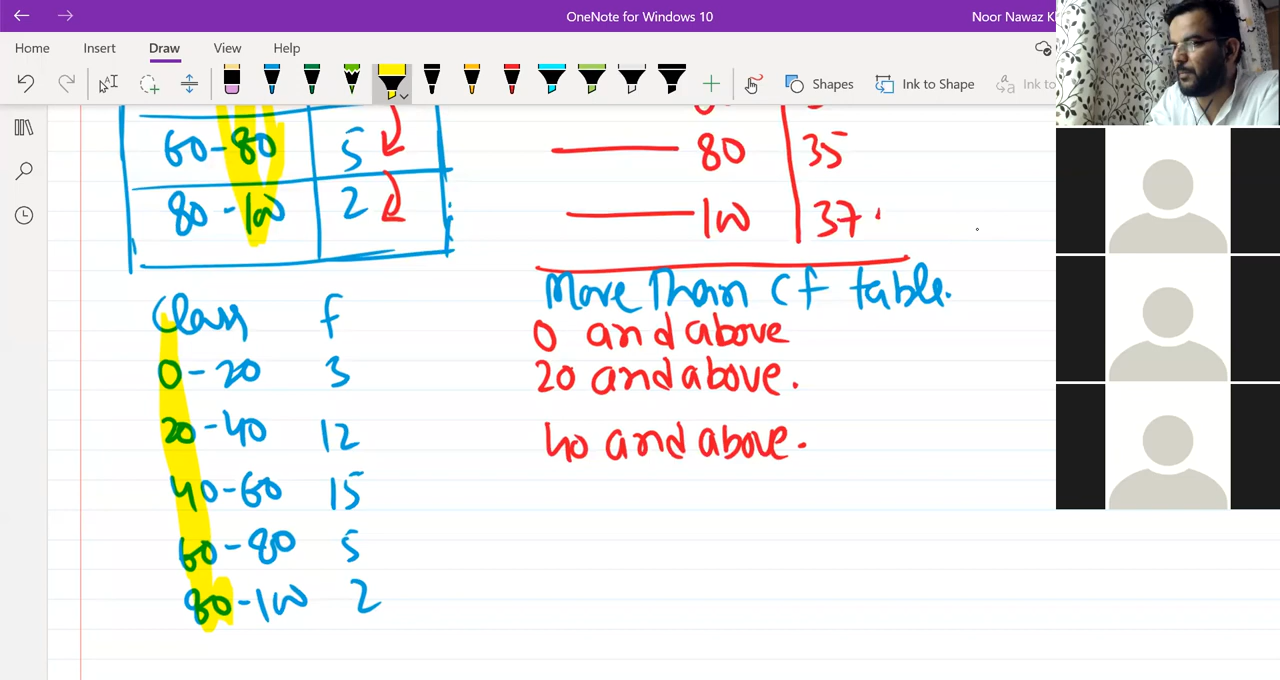 OneNote for Windows 10
Noor Nawaz K
Home Insert Draw View Help
Shapes Ink to Shape Ink to
60-80 5
80-100 2
80 35
100 37
More Than Cf table.
0 and above
20 and above.
40 and above.
Class f
0-20 3
20-40 12
40-60 15
60-80 5
80-100 2